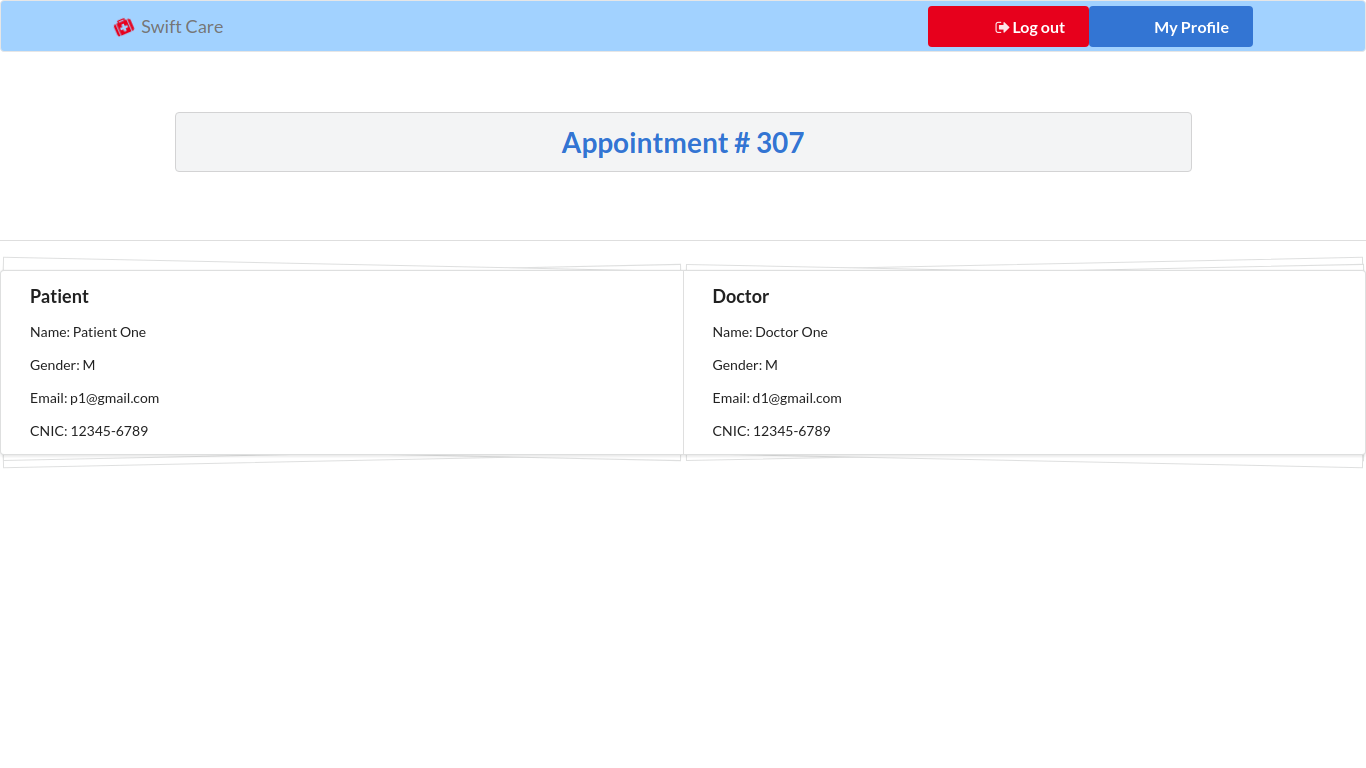 Swift Care
Log out
My Profile
Appointment # 307
Patient
Name: Patient One
Gender: M
Email: p1@gmail.com
CNIC: 12345-6789
Doctor
Name: Doctor One
Gender: M
Email: d1@gmail.com
CNIC: 12345-6789